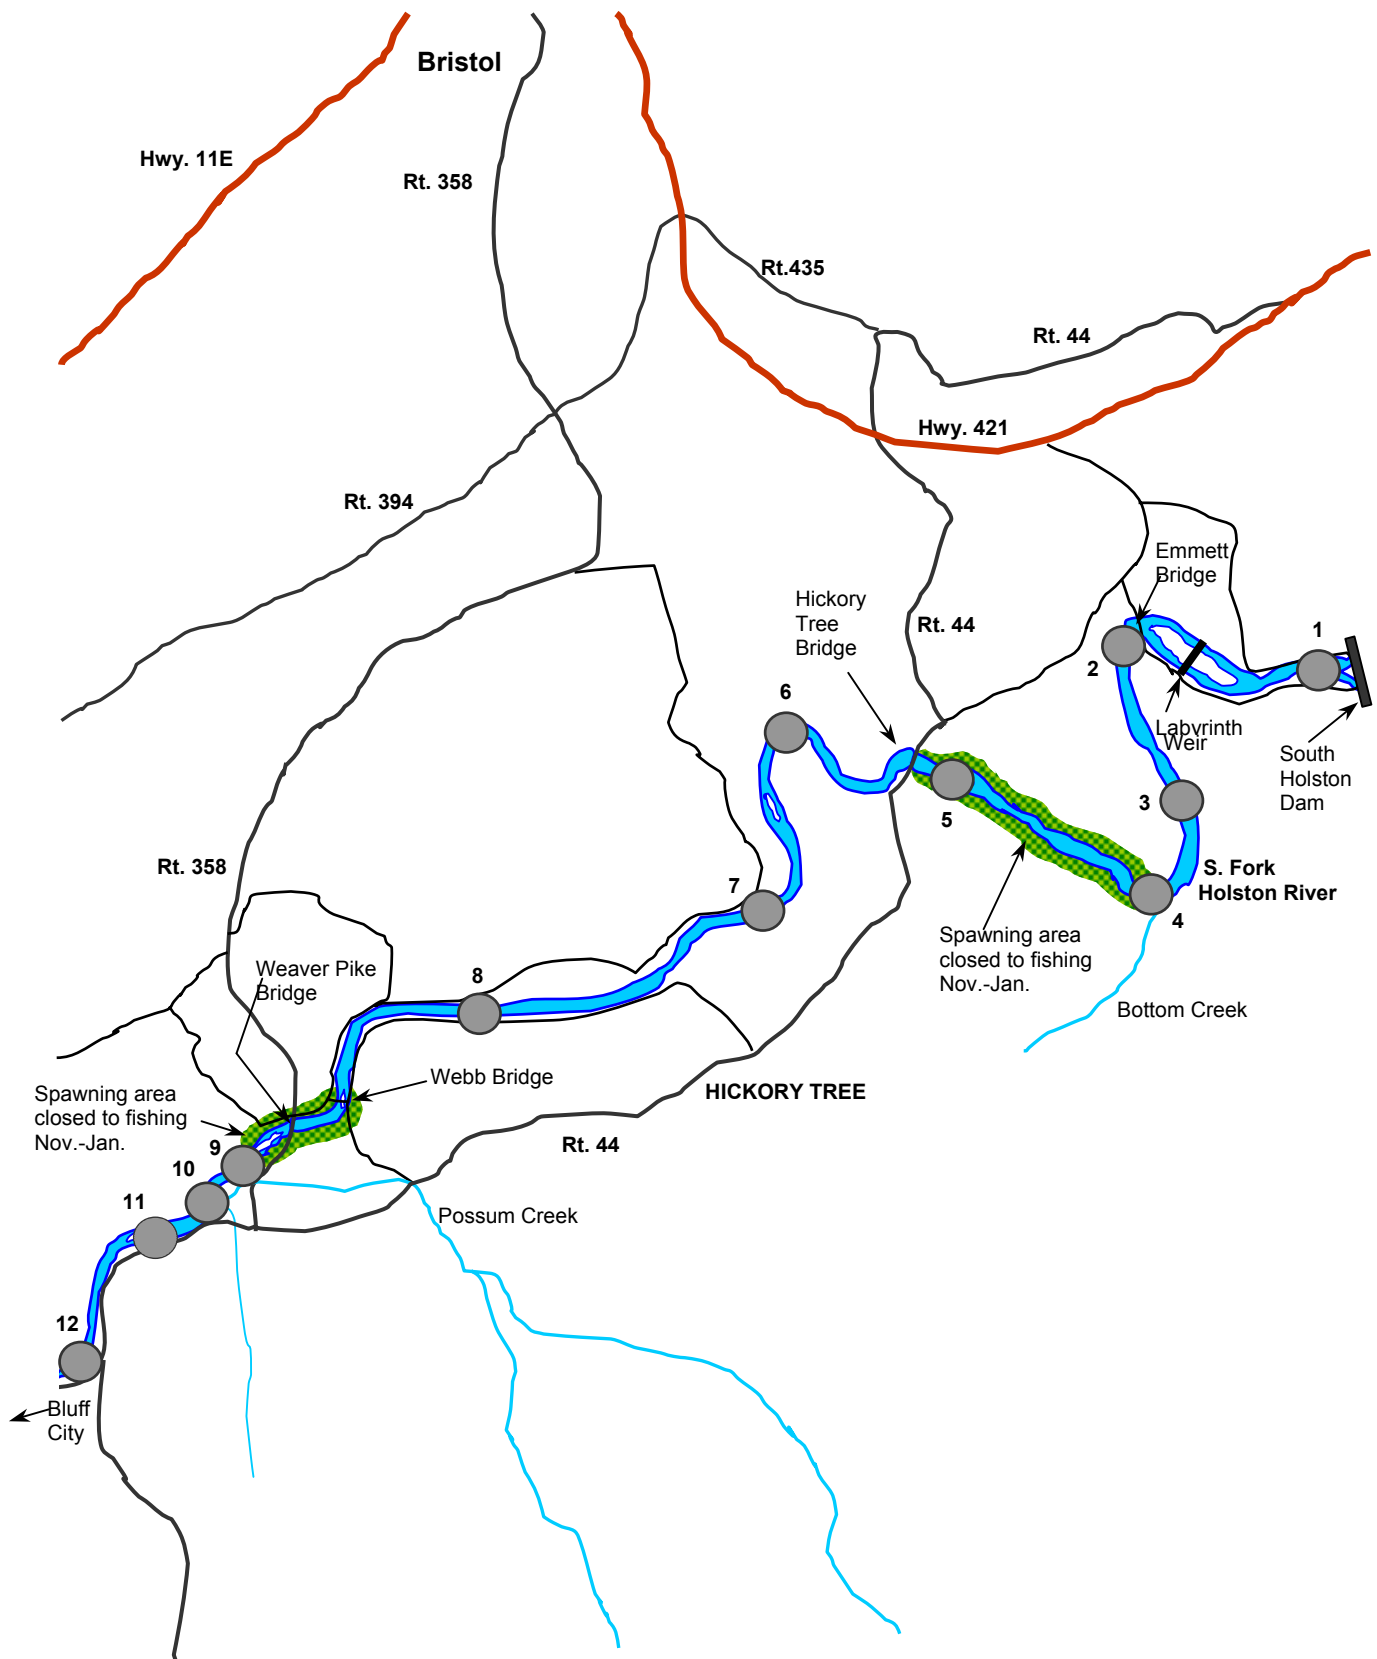 Bristol
Hwy. 11E
Rt. 358
Rt.435
Rt. 44
Hwy. 421
Rt. 394
Emmett
Bridge
Hickory
Tree
Bridge
Rt. 44
1
2
6
Labyrinth
Weir
South
Holston
Dam
3
5
Rt. 358
7
S. Fork
Holston River
4
Spawning area
closed to fishing
Nov.-Jan.
Weaver Pike
Bridge
8
Bottom Creek
Webb Bridge
HICKORY TREE
Spawning area
closed to fishing
Nov.-Jan.
9
Rt. 44
10
11
Possum Creek
12
Bluff
City